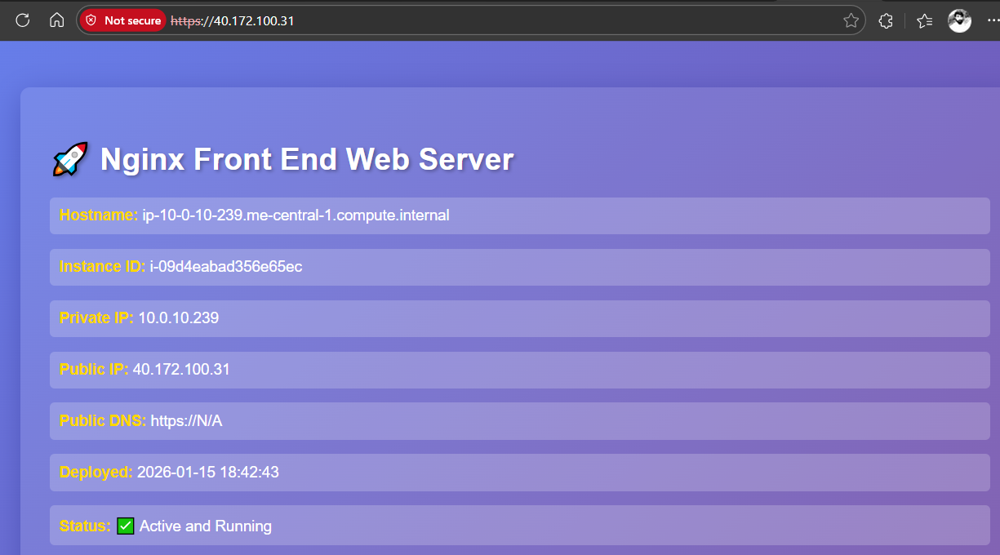 Not secure https://40.172.100.31
🚀 Nginx Front End Web Server
Hostname: ip-10-0-10-239.me-central-1.compute.internal
Instance ID: i-09d4eabad356e65ec
Private IP: 10.0.10.239
Public IP: 40.172.100.31
Public DNS: https://N/A
Deployed: 2026-01-15 18:42:43
Status: ✅ Active and Running